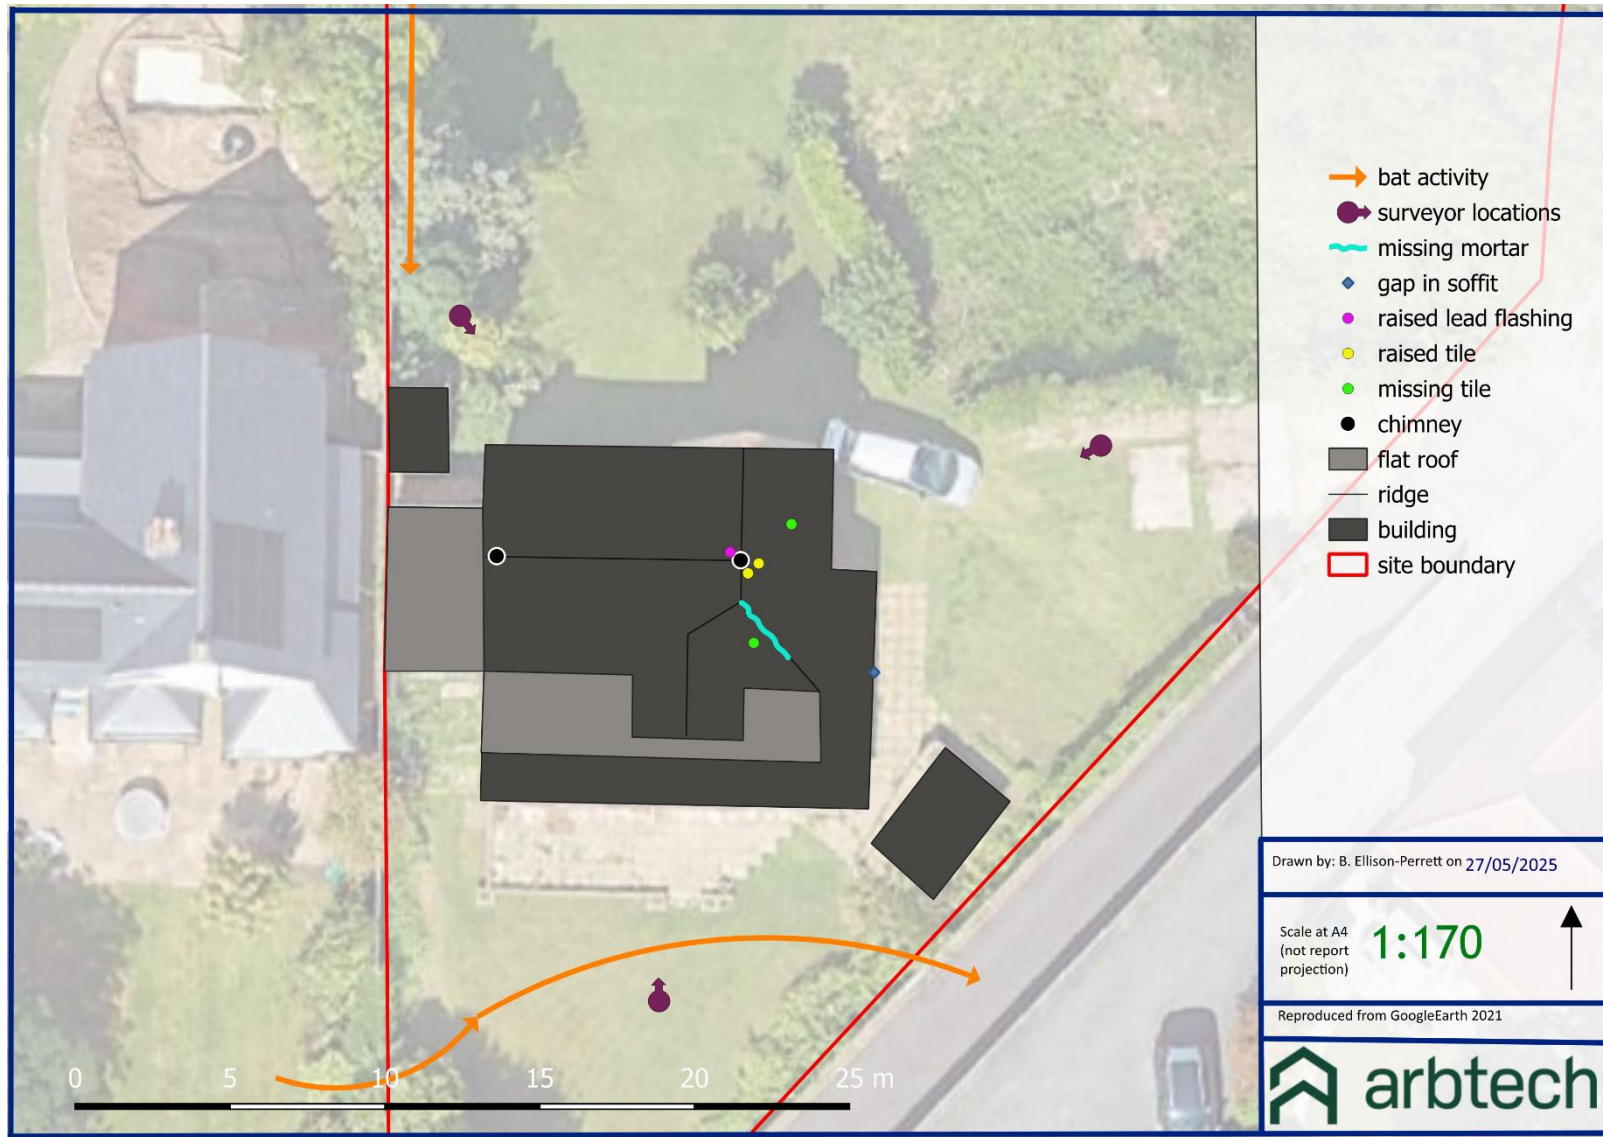 bat activity
surveyor locations
missing mortar
gap in soffit
raised lead flashing
raised tile
missing tile
chimney
flat roof
ridge
building
site boundary
Drawn by: B. Ellison-Perrett on 27/05/2025
Scale at A4
(not report
projection)
1:170
Reproduced from GoogleEarth 2021
arbtech
0 5 10 15 20 25 m